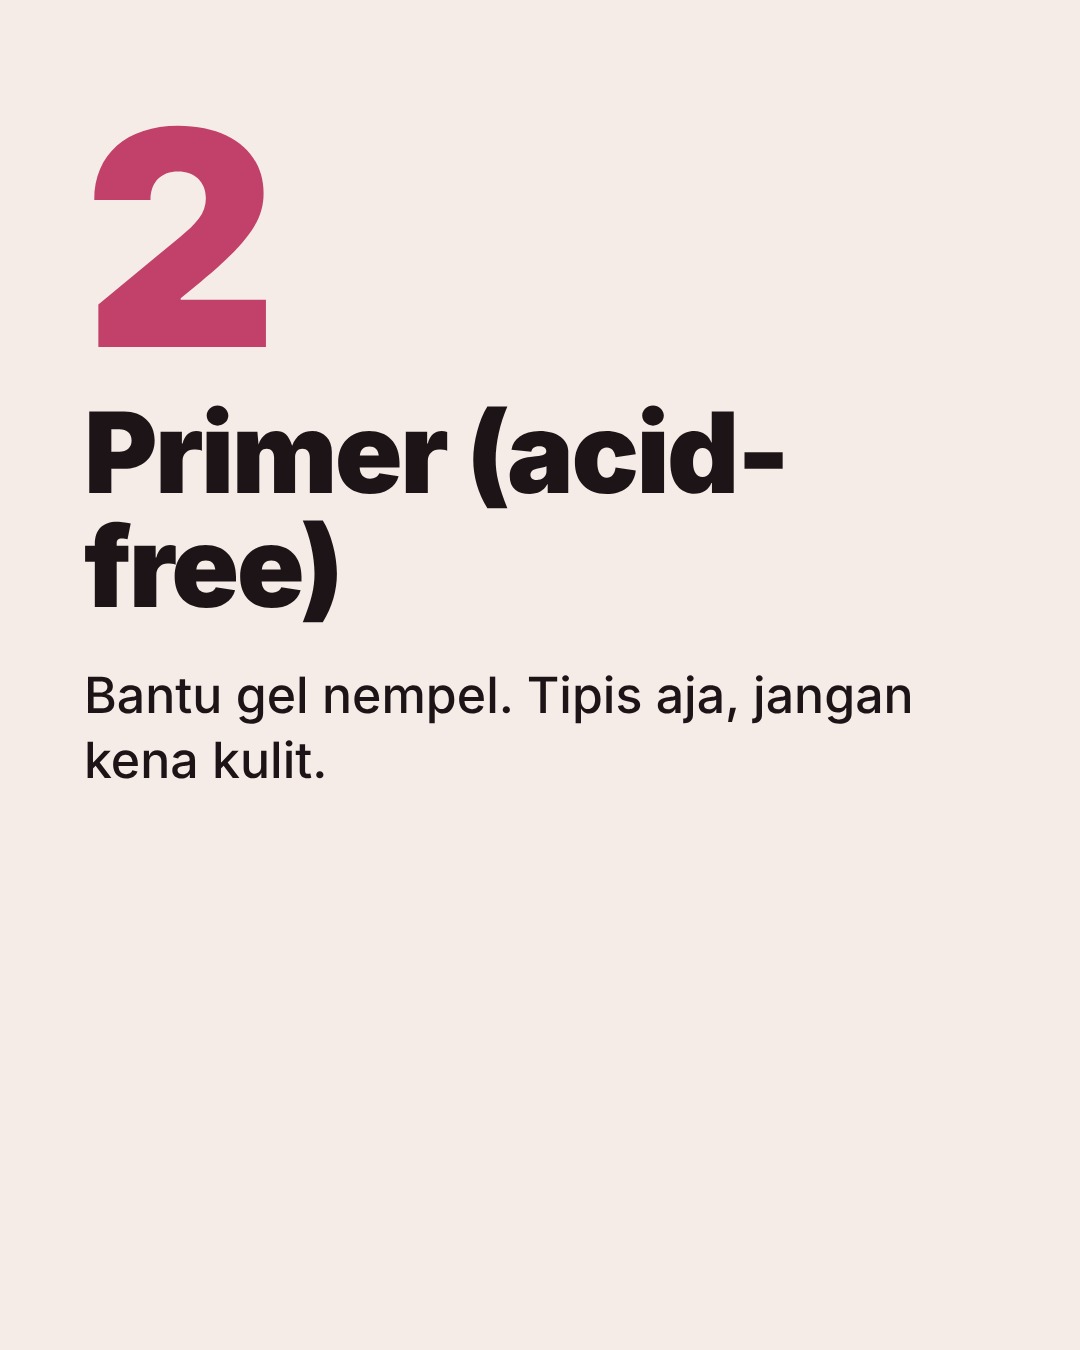 2
Primer (acid-
free)
Bantu gel nempel. Tipis aja, jangan
kena kulit.